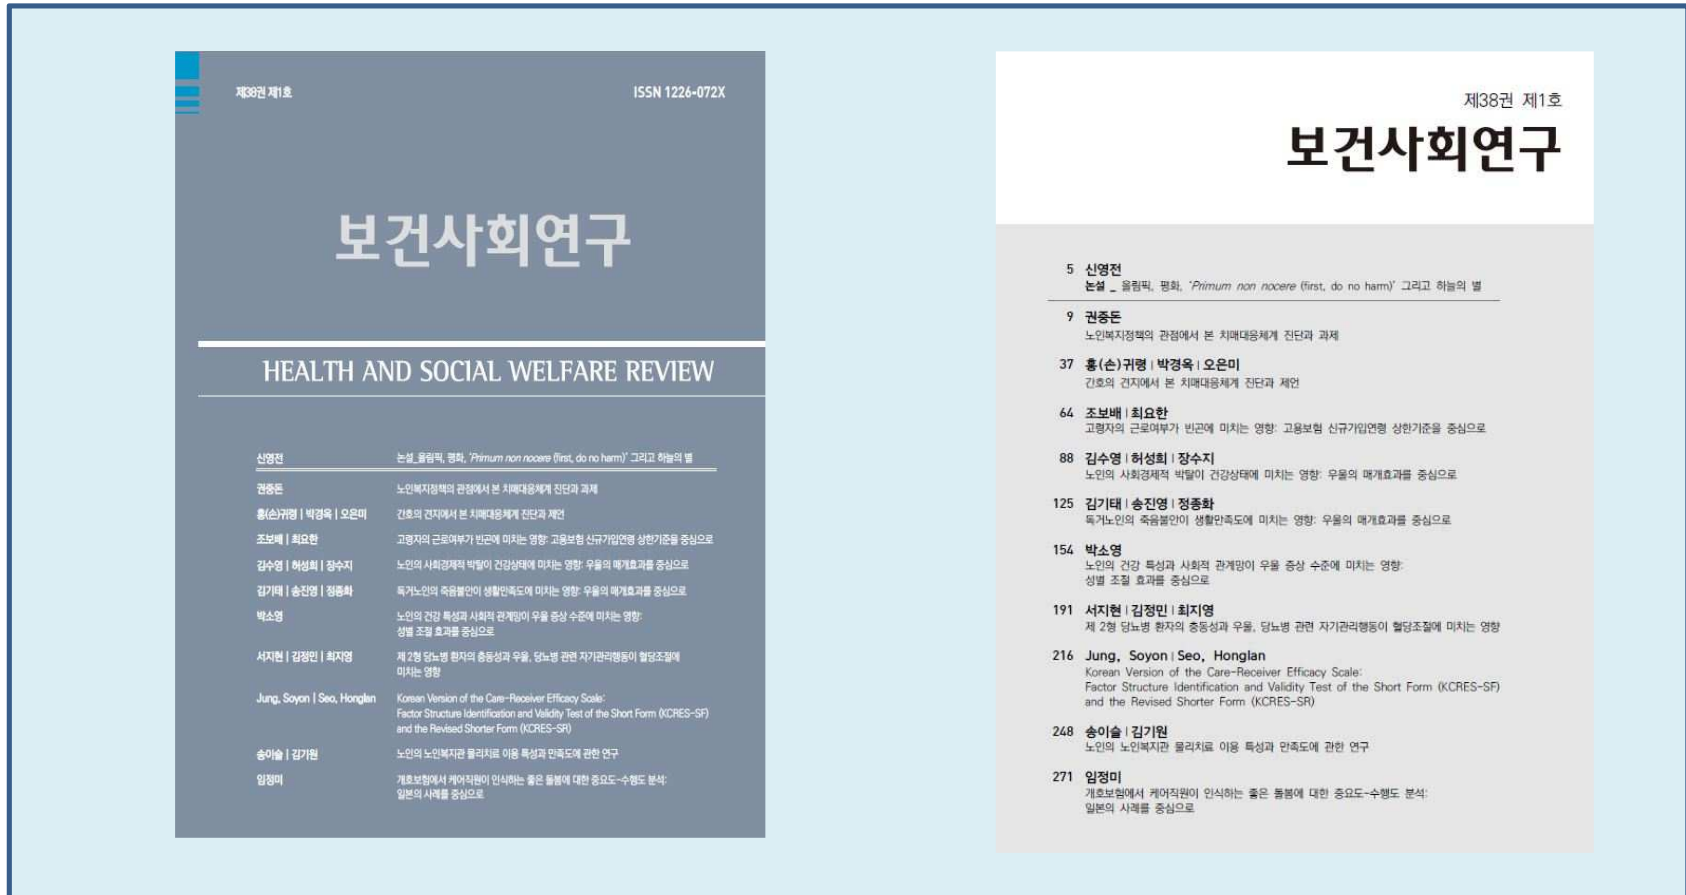 제38권 제1호
ISSN 1226-072X
보건사회연구
HEALTH AND SOCIAL WELFARE REVIEW
신영전 논설_올림픽, 평화, 'Primum non nocere (first, do no harm)' 그리고 하늘의 별
권중돈 노인복지정책의 관점에서 본 치매대응체계 진단과 과제
홍(손)귀령 | 박경옥 | 오은미 간호의 견지에서 본 치매대응체계 진단과 제언
조보배 | 최요한 고령자의 근로여부가 빈곤에 미치는 영향: 고용보험 신규가입연령 상한기준을 중심으로
김수영 | 허성희 | 장수지 노인의 사회경제적 박탈이 건강상태에 미치는 영향: 우울의 매개효과를 중심으로
김기태 | 송진영 | 정종화 독거노인의 죽음불안이 생활만족도에 미치는 영향: 우울의 매개효과를 중심으로
박소영 노인의 건강 특성과 사회적 관계망이 우울 증상 수준에 미치는 영향:
성별 조절 효과를 중심으로
서지현 | 김정민 | 최지영 제 2형 당뇨병 환자의 충동성과 우울, 당뇨병 관련 자기관리행동이 혈당조절에
미치는 영향
Jung, Soyon | Seo, Honglan Korean Version of the Care-Receiver Efficacy Scale:
Factor Structure Identification and Validity Test of the Short Form (KCRES-SF)
and the Revised Shorter Form (KCRES-SR)
송이슬 | 김기원 노인의 노인복지관 물리치료 이용 특성과 만족도에 관한 연구
임정미 개호보험에서 케어직원이 인식하는 좋은 돌봄에 대한 중요도-수행도 분석:
일본의 사례를 중심으로
제38권 제1호
보건사회연구
5 신영전
논설 _ 올림픽, 평화, 'Primum non nocere (first, do no harm)' 그리고 하늘의 별
9 권중돈
노인복지정책의 관점에서 본 치매대응체계 진단과 과제
37 홍(손)귀령 | 박경옥 | 오은미
간호의 견지에서 본 치매대응체계 진단과 제언
64 조보배 | 최요한
고령자의 근로여부가 빈곤에 미치는 영향: 고용보험 신규가입연령 상한기준을 중심으로
88 김수영 | 허성희 | 장수지
노인의 사회경제적 박탈이 건강상태에 미치는 영향: 우울의 매개효과를 중심으로
125 김기태 | 송진영 | 정종화
독거노인의 죽음불안이 생활만족도에 미치는 영향: 우울의 매개효과를 중심으로
154 박소영
노인의 건강 특성과 사회적 관계망이 우울 증상 수준에 미치는 영향:
성별 조절 효과를 중심으로
191 서지현 | 김정민 | 최지영
제 2형 당뇨병 환자의 충동성과 우울, 당뇨병 관련 자기관리행동이 혈당조절에 미치는 영향
216 Jung, Soyon | Seo, Honglan
Korean Version of the Care-Receiver Efficacy Scale:
Factor Structure Identification and Validity Test of the Short Form (KCRES-SF)
and the Revised Shorter Form (KCRES-SR)
248 송이슬 | 김기원
노인의 노인복지관 물리치료 이용 특성과 만족도에 관한 연구
271 임정미
개호보험에서 케어직원이 인식하는 좋은 돌봄에 대한 중요도-수행도 분석:
일본의 사례를 중심으로